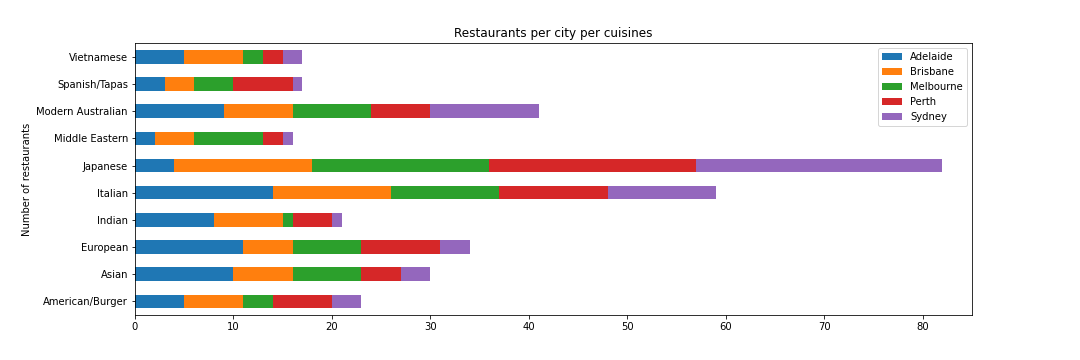 Restaurants per city per cuisines
Number of restaurants
Vietnamese
Spanish/Tapas
Modern Australian
Middle Eastern
Japanese
Italian
Indian
European
Asian
American/Burger
0 10 20 30 40 50 60 70 80
Adelaide
Brisbane
Melbourne
Perth
Sydney